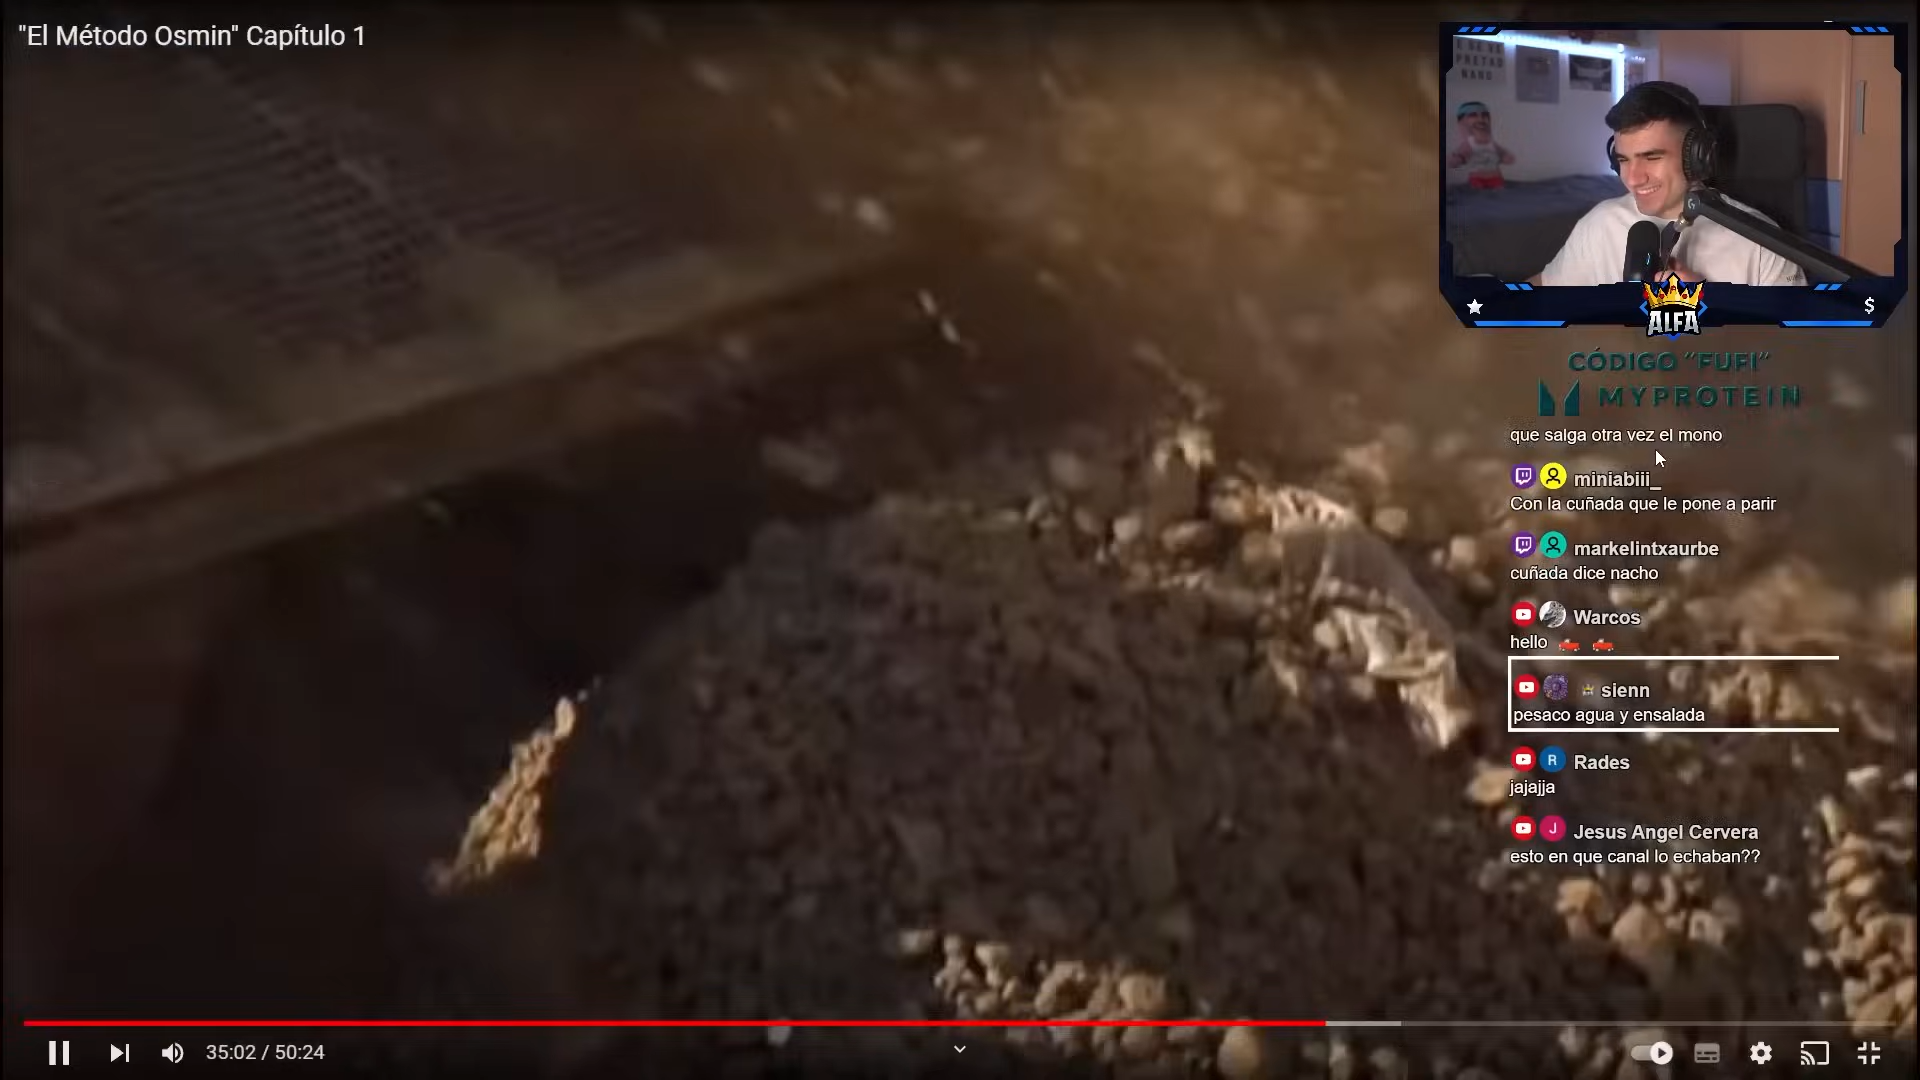 "El Método Osmin" Capítulo 1
ALFA
$
CÓDIGO "FUFI"
MYPROTEIN
que salga otra vez el mono
miniabiii_
Con la cuñada que le pone a parir
markelintxaurbe
cuñada dice nacho
Warcos
hello
sienn
pesaco agua y ensalada
R Rades
jajajja
J Jesus Angel Cervera
esto en que canal lo echaban??
35:02 / 50:24